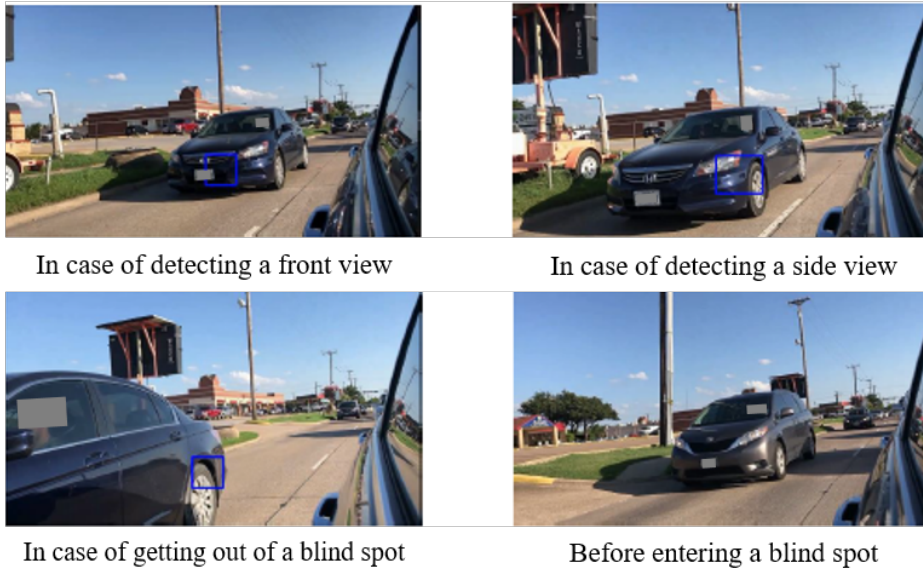 In case of detecting a front view
In case of detecting a side view
In case of getting out of a blind spot
Before entering a blind spot